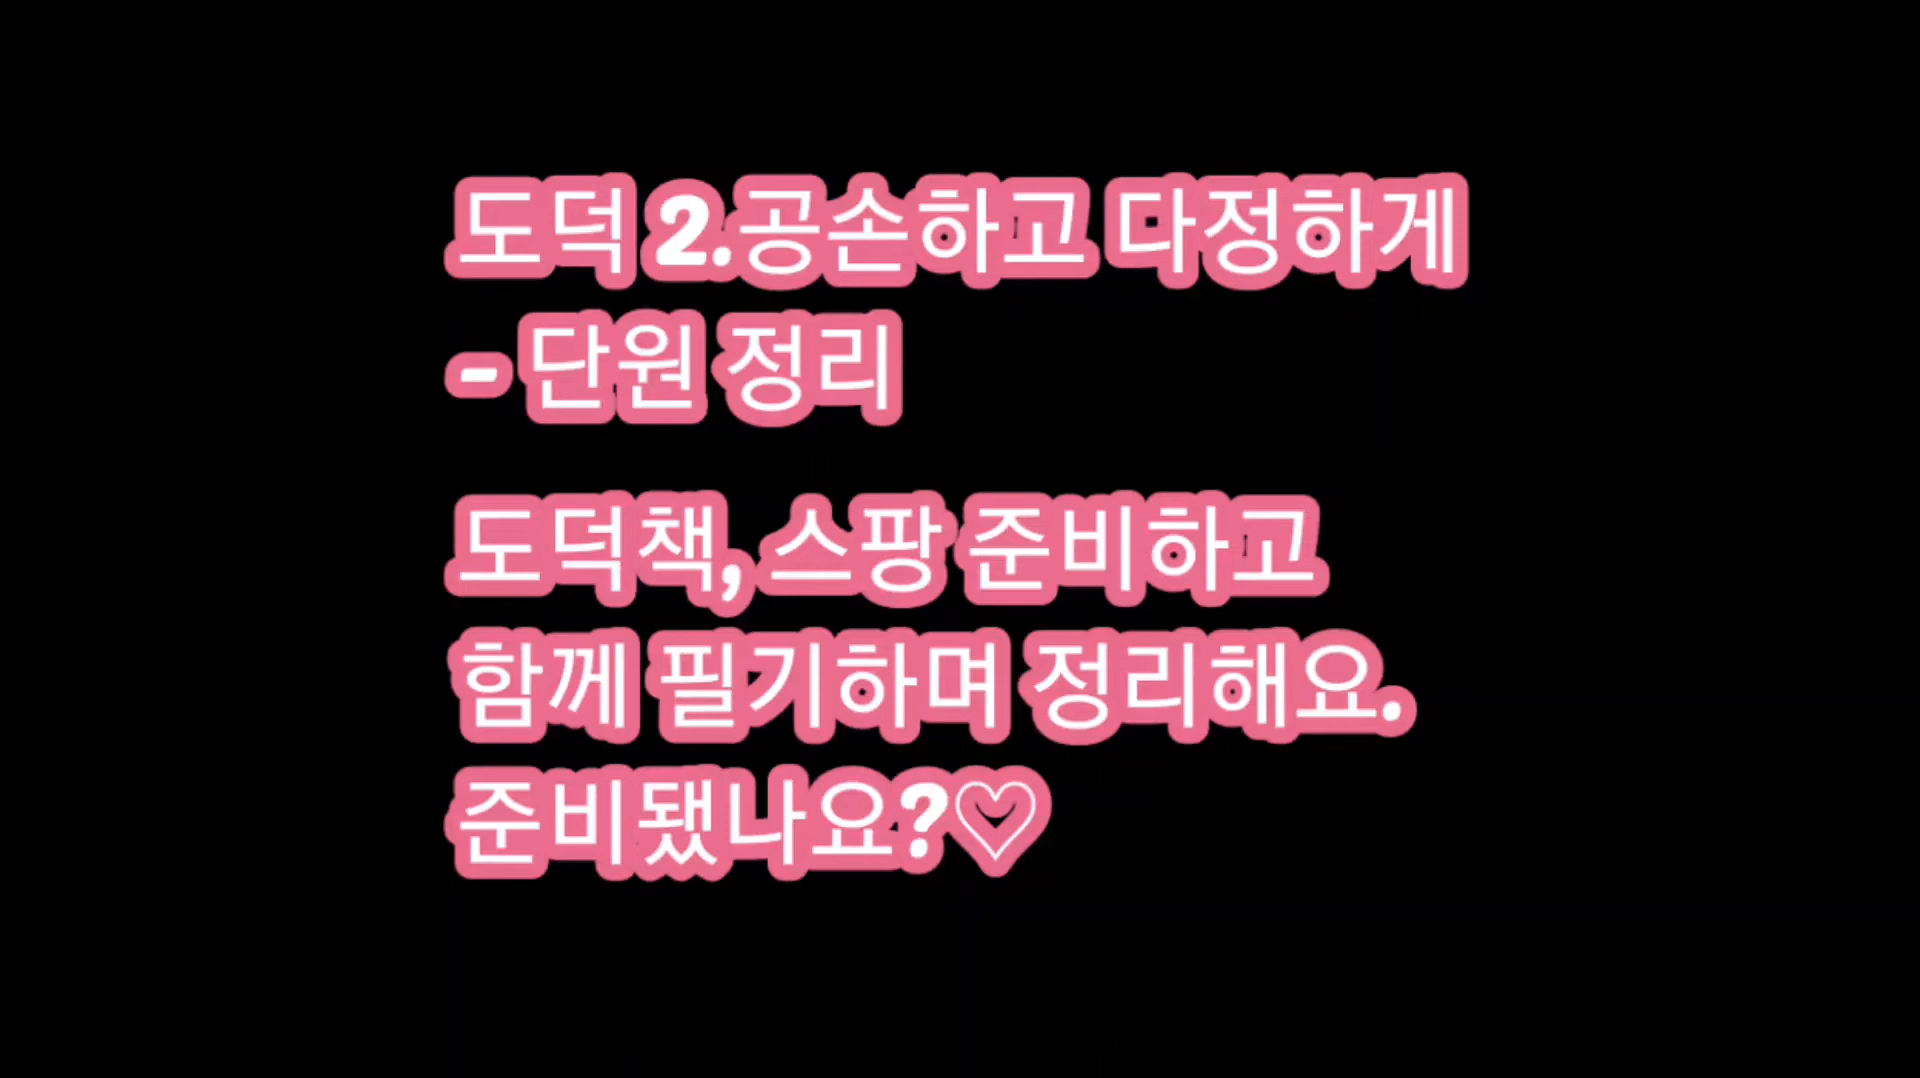 도덕 2.공손하고 다정하게
- 단원 정리
도덕책, 스팡 준비하고
함께 필기하며 정리해요.
준비됐나요?♡